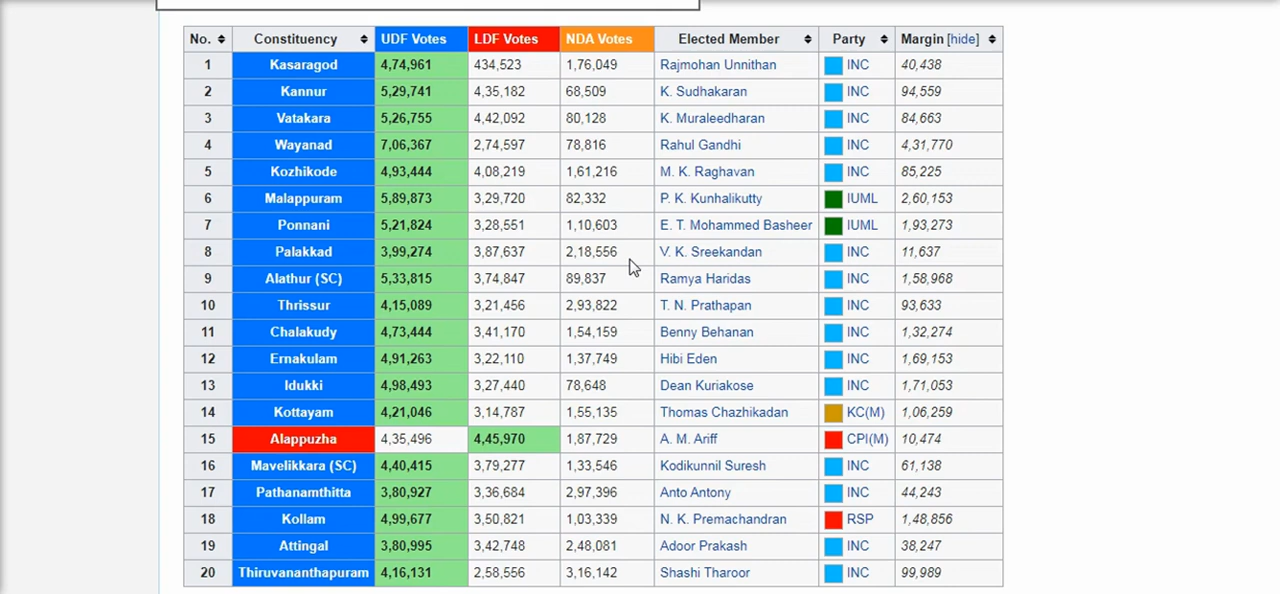 No. Constituency UDF Votes LDF Votes NDA Votes Elected Member Party Margin [hide]
1 Kasaragod 4,74,961 434,523 1,76,049 Rajmohan Unnithan INC 40,438
2 Kannur 5,29,741 4,35,182 68,509 K. Sudhakaran INC 94,559
3 Vatakara 5,26,755 4,42,092 80,128 K. Muraleedharan INC 84,663
4 Wayanad 7,06,367 2,74,597 78,816 Rahul Gandhi INC 4,31,770
5 Kozhikode 4,93,444 4,08,219 1,61,216 M. K. Raghavan INC 85,225
6 Malappuram 5,89,873 3,29,720 82,332 P. K. Kunhalikutty IUML 2,60,153
7 Ponnani 5,21,824 3,28,551 1,10,603 E. T. Mohammed Basheer IUML 1,93,273
8 Palakkad 3,99,274 3,87,637 2,18,556 V. K. Sreekandan INC 11,637
9 Alathur (SC) 5,33,815 3,74,847 89,837 Ramya Haridas INC 1,58,968
10 Thrissur 4,15,089 3,21,456 2,93,822 T. N. Prathapan INC 93,633
11 Chalakudy 4,73,444 3,41,170 1,54,159 Benny Behanan INC 1,32,274
12 Ernakulam 4,91,263 3,22,110 1,37,749 Hibi Eden INC 1,69,153
13 Idukki 4,98,493 3,27,440 78,648 Dean Kuriakose INC 1,71,053
14 Kottayam 4,21,046 3,14,787 1,55,135 Thomas Chazhikadan KC(M) 1,06,259
15 Alappuzha 4,35,496 4,45,970 1,87,729 A. M. Ariff CPI(M) 10,474
16 Mavelikkara (SC) 4,40,415 3,79,277 1,33,546 Kodikunnil Suresh INC 61,138
17 Pathanamthitta 3,80,927 3,36,684 2,97,396 Anto Antony INC 44,243
18 Kollam 4,99,677 3,50,821 1,03,339 N. K. Premachandran RSP 1,48,856
19 Attingal 3,80,995 3,42,748 2,48,081 Adoor Prakash INC 38,247
20 Thiruvananthapuram 4,16,131 2,58,556 3,16,142 Shashi Tharoor INC 99,989